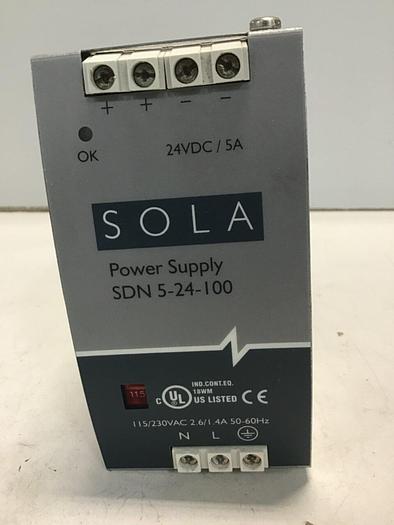 + + - -
OK
24VDC / 5A
SOLA
Power Supply
SDN 5-24-100
115
C UL US LISTED CE
IND.CONT.EQ.
18WM
115/230VAC 2.6/1.4A 50-60Hz
N L